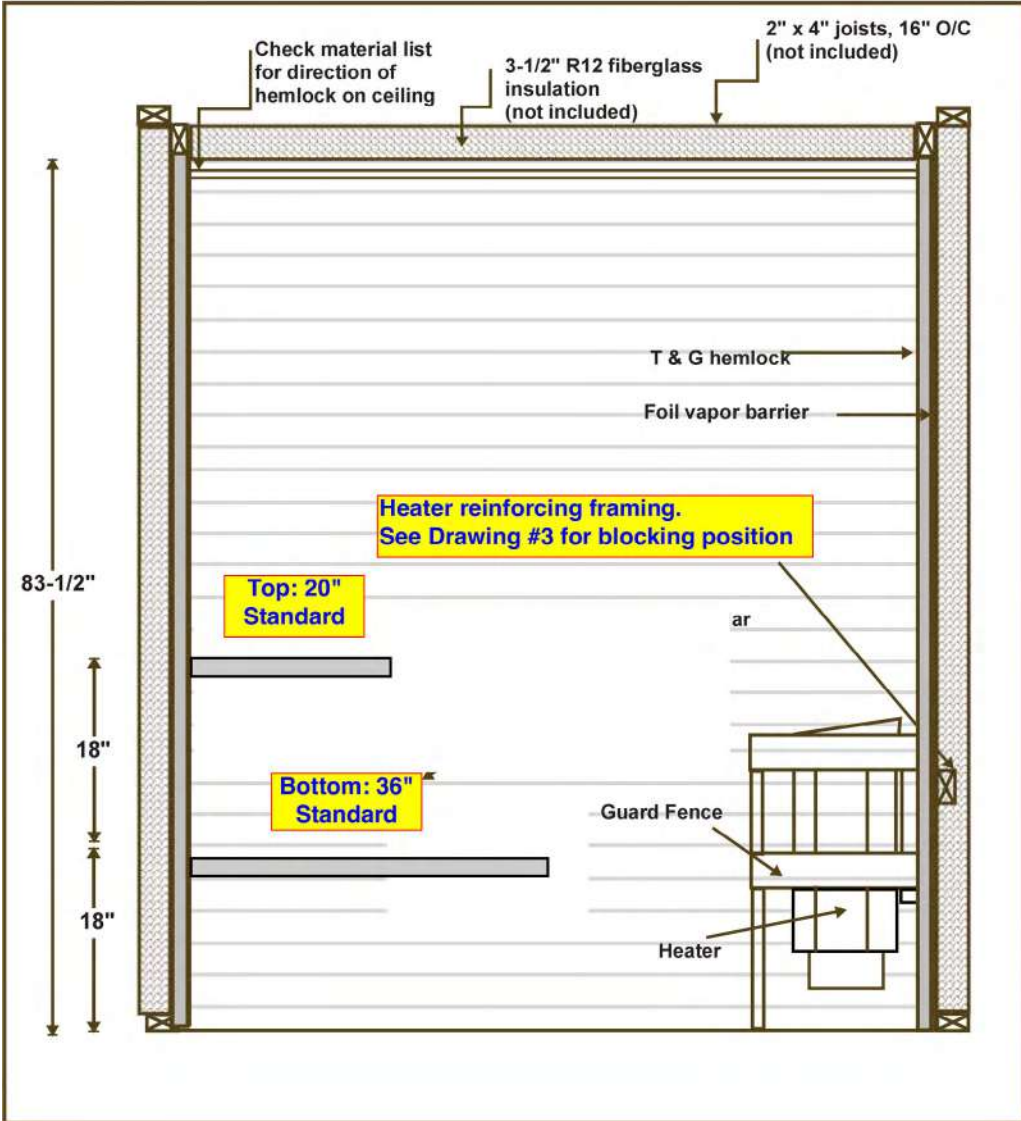 Check material list
for direction of
hemlock on ceiling
3-1/2" R12 fiberglass
insulation
(not included)
2" x 4" joists, 16" O/C
(not included)
T & G hemlock
Foil vapor barrier
Heater reinforcing framing.
See Drawing #3 for blocking position
83-1/2"
Top: 20"
Standard
ar
18"
Bottom: 36"
Standard
Guard Fence
18"
Heater